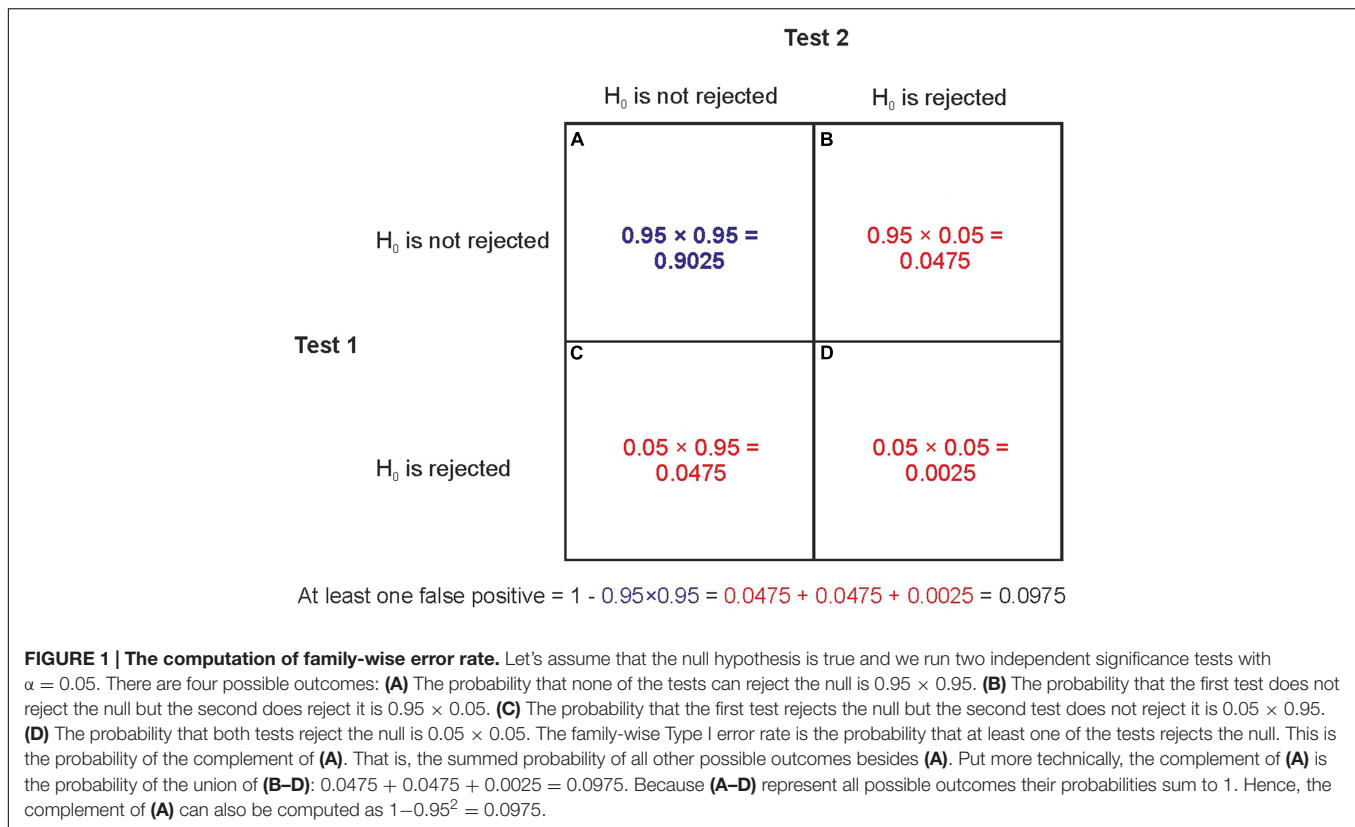 Test 2
H₀ is not rejected H₀ is rejected
A B
H₀ is not rejected
0.95 × 0.95 =
0.9025
0.95 × 0.05 =
0.0475
Test 1
C D
H₀ is rejected
0.05 × 0.95 =
0.0475
0.05 × 0.05 =
0.0025
At least one false positive = 1 - 0.95×0.95 = 0.0475 + 0.0475 + 0.0025 = 0.0975
FIGURE 1 | The computation of family-wise error rate. Let's assume that the null hypothesis is true and we run two independent significance tests with
α = 0.05. There are four possible outcomes: (A) The probability that none of the tests can reject the null is 0.95 × 0.95. (B) The probability that the first test does not
reject the null but the second does reject it is 0.95 × 0.05. (C) The probability that the first test rejects the null but the second test does not reject it is 0.05 × 0.95.
(D) The probability that both tests reject the null is 0.05 × 0.05. The family-wise Type I error rate is the probability that at least one of the tests rejects the null. This is
the probability of the complement of (A). That is, the summed probability of all other possible outcomes besides (A). Put more technically, the complement of (A) is
the probability of the union of (B–D): 0.0475 + 0.0475 + 0.0025 = 0.0975. Because (A–D) represent all possible outcomes their probabilities sum to 1. Hence, the
complement of (A) can also be computed as 1−0.95² = 0.0975.